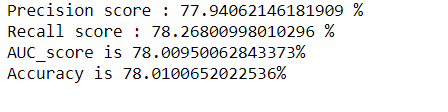 Precision score : 77.94062146181909 %
Recall score : 78.26800998010296 %
AUC_score is 78.00950062843373%
Accuracy is 78.0100652022536%